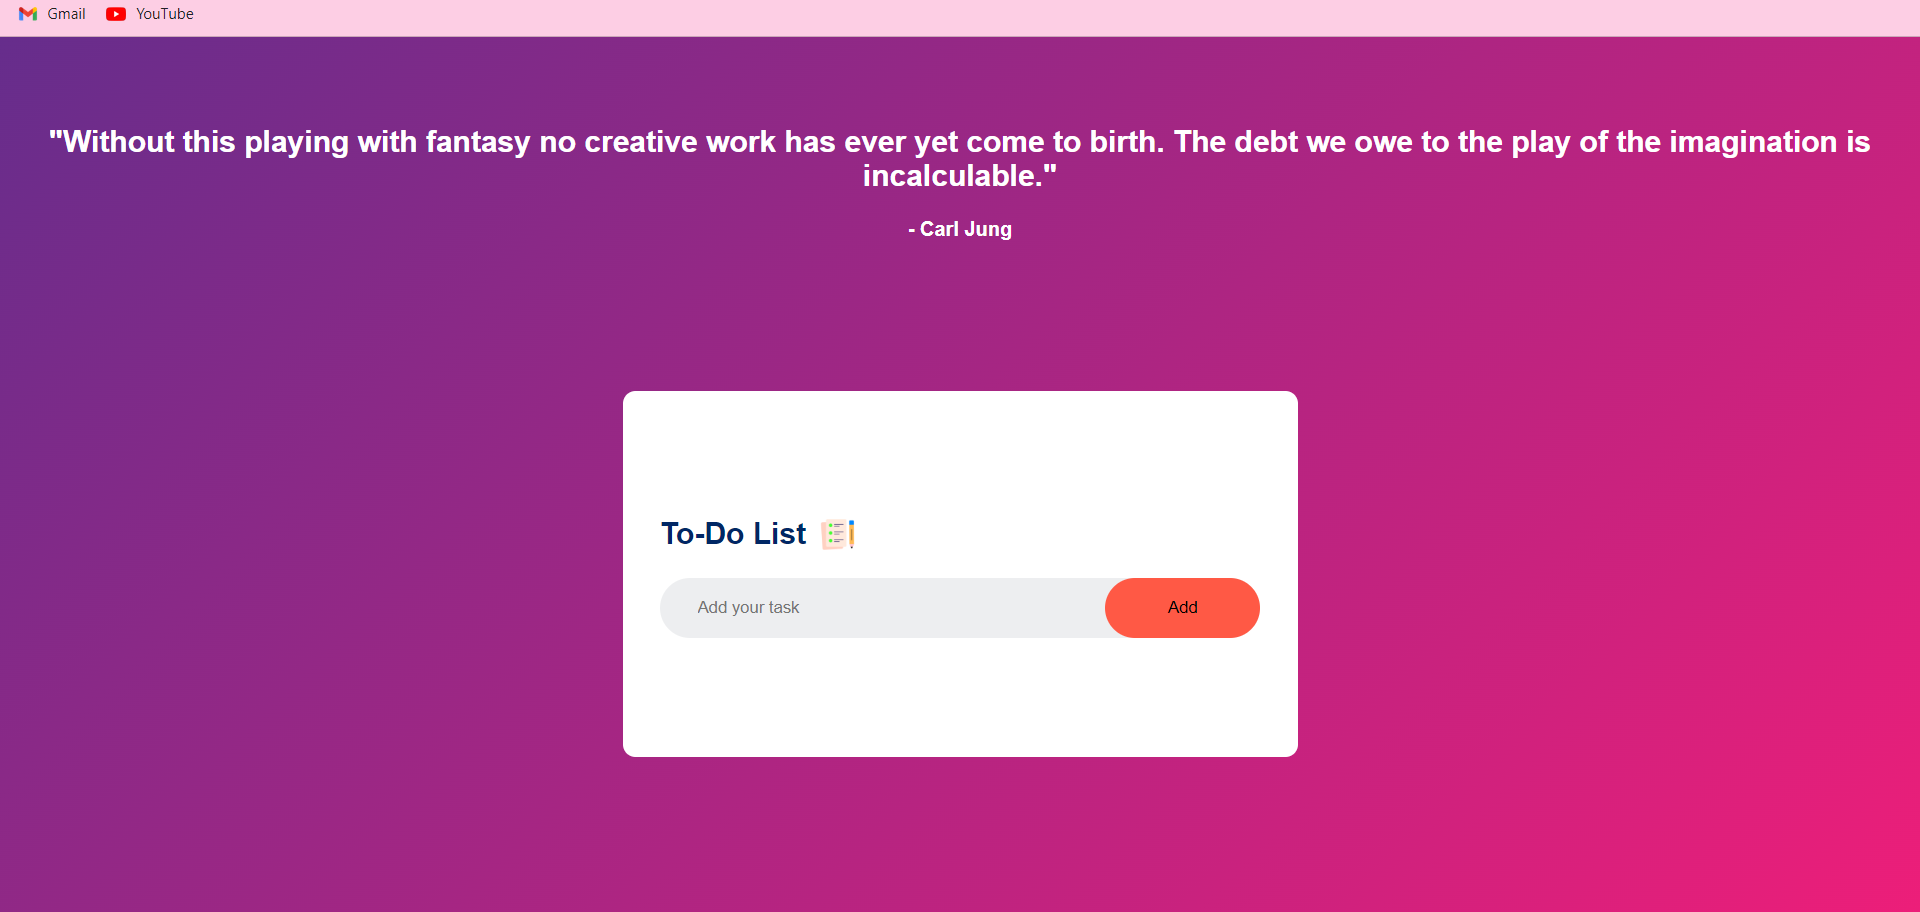 Gmail YouTube
"Without this playing with fantasy no creative work has ever yet come to birth. The debt we owe to the play of the imagination is
incalculable."
- Carl Jung
To-Do List
Add your task Add